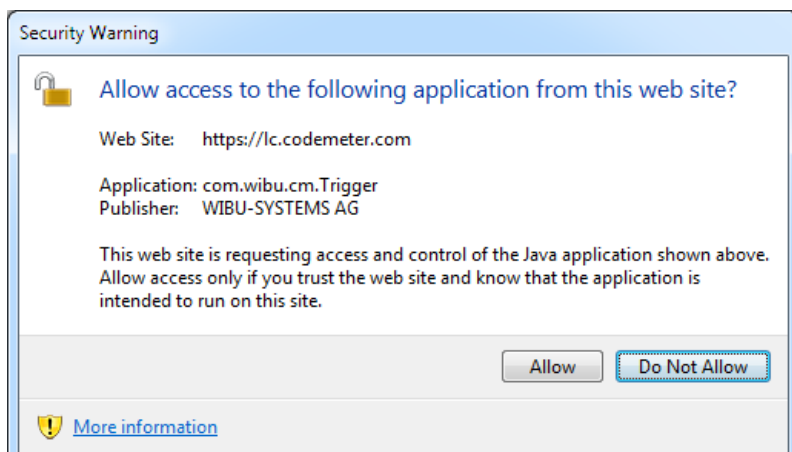 Security Warning
Allow access to the following application from this web site?
Web Site: https://lc.codemeter.com
Application: com.wibu.cm.Trigger
Publisher: WIBU-SYSTEMS AG
This web site is requesting access and control of the Java application shown above.
Allow access only if you trust the web site and know that the application is
intended to run on this site.
Allow Do Not Allow
More information